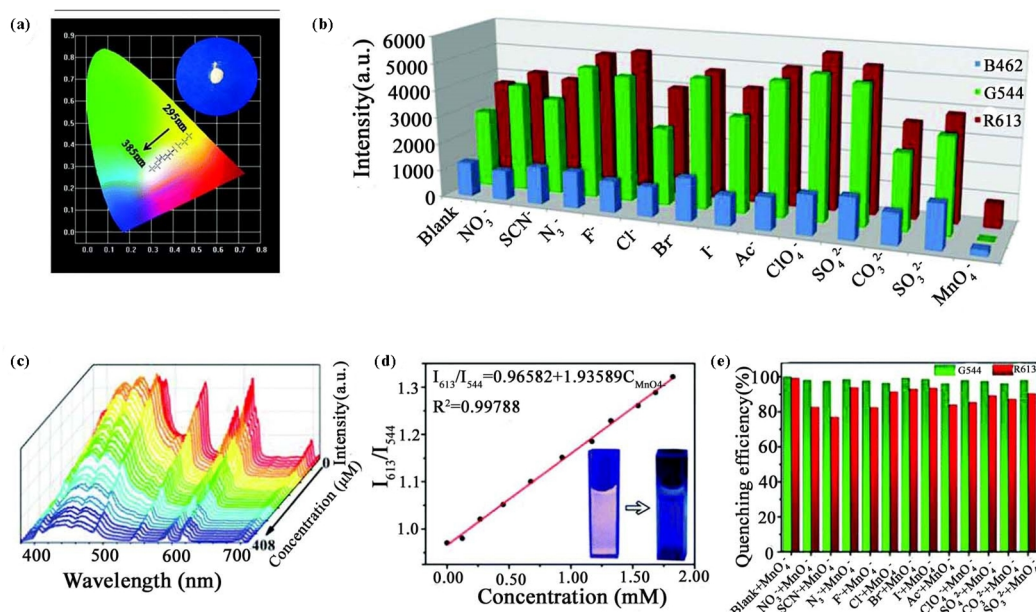 (a)
0.9
0.8
0.7
0.6
0.5
0.4
0.3
0.2
0.1
0.0
0.0 0.1 0.2 0.3 0.4 0.5 0.6 0.7 0.8
295nm
385nm
(b)
Intensity(a.u.)
6000
5000
4000
3000
2000
1000
0
B462
G544
R613
Blank
NO₃⁻
SCN⁻
N₃⁻
F⁻
Cl⁻
Br⁻
I⁻
Ac⁻
ClO₄⁻
SO₄²⁻
CO₃²⁻
SO₃²⁻
MnO₄⁻
(c)
Intensity(a.u.)
0
Concentration (μM)
408
400 500 600 700
Wavelength (nm)
(d)
I₆₁₃/I₅₄₄=0.96582+1.93589C_MnO4-
R²=0.99788
I₆₁₃/I₅₄₄
1.3
1.2
1.1
1.0
0.00 0.50 1.00 1.50 2.00
Concentration (mM)
(e)
G544 R613
Quenching efficiency(%)
100
80
60
40
20
0
Blank+MnO₄⁻
NO₃⁻+MnO₄⁻
SCN⁻+MnO₄⁻
N₃⁻+MnO₄⁻
F⁻+MnO₄⁻
Cl⁻+MnO₄⁻
Br⁻+MnO₄⁻
I⁻+MnO₄⁻
Ac⁻+MnO₄⁻